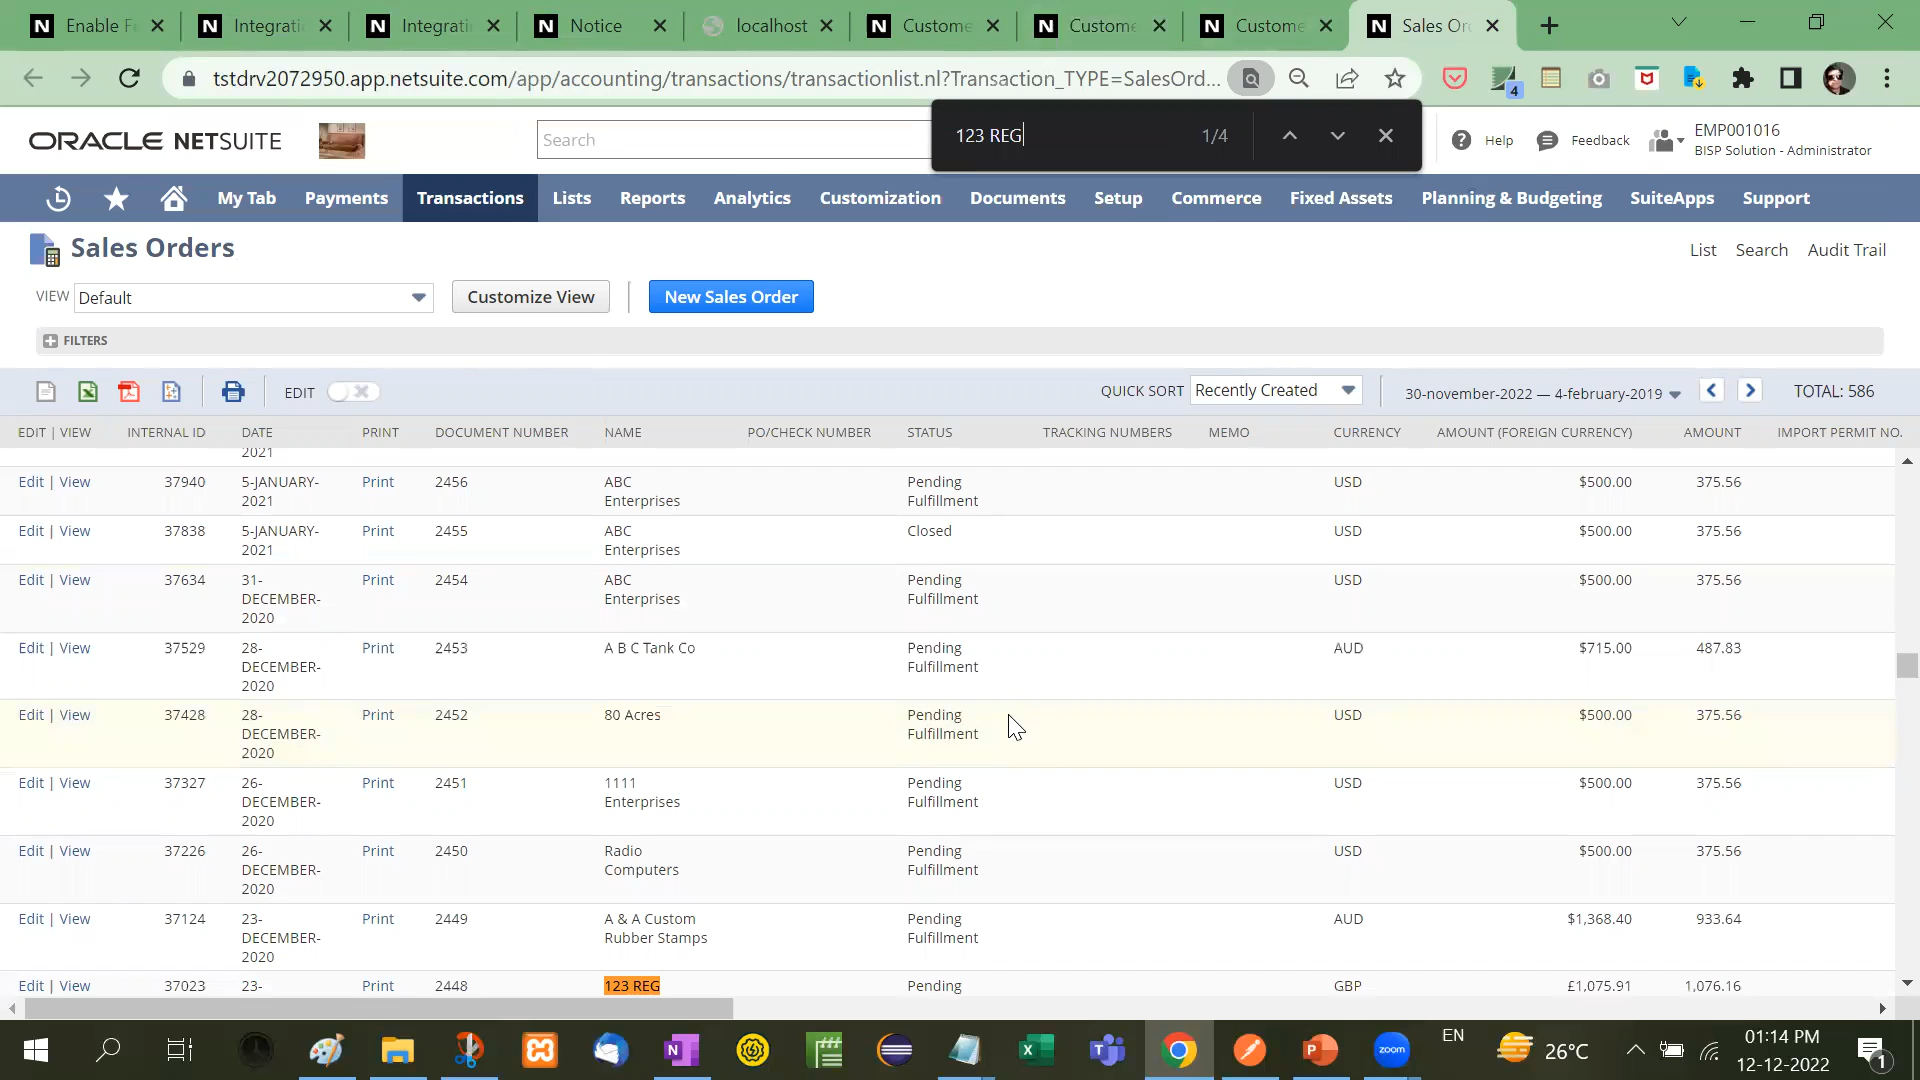 Enable Fe
Integrati
Integrati
Notice
localhost
Custome
Custome
Custome
Sales Or
tstdrv2072950.app.netsuite.com/app/accounting/transactions/transactionlist.nl?Transaction_TYPE=SalesOrd...
4
123 REG 1/4
ORACLE NETSUITE
Search
Help
Feedback
EMP001016
BISP Solution - Administrator
My Tab Payments Transactions Lists Reports Analytics Customization Documents Setup Commerce Fixed Assets Planning & Budgeting SuiteApps Support
Sales Orders
List Search Audit Trail
VIEW Default Customize View New Sales Order
FILTERS
EDIT QUICK SORT Recently Created 30-november-2022 — 4-february-2019 TOTAL: 586
EDIT | VIEW INTERNAL ID DATE PRINT DOCUMENT NUMBER NAME PO/CHECK NUMBER STATUS TRACKING NUMBERS MEMO CURRENCY AMOUNT (FOREIGN CURRENCY) AMOUNT IMPORT PERMIT NO.
2021
Edit | View 37940 5-JANUARY- Print 2456 ABC Pending USD $500.00 375.56
2021 Enterprises Fulfillment
Edit | View 37838 5-JANUARY- Print 2455 ABC Closed USD $500.00 375.56
2021 Enterprises
Edit | View 37634 31- Print 2454 ABC Pending USD $500.00 375.56
DECEMBER- Enterprises Fulfillment
2020
Edit | View 37529 28- Print 2453 A B C Tank Co Pending AUD $715.00 487.83
DECEMBER- Fulfillment
2020
Edit | View 37428 28- Print 2452 80 Acres Pending USD $500.00 375.56
DECEMBER- Fulfillment
2020
Edit | View 37327 26- Print 2451 1111 Pending USD $500.00 375.56
DECEMBER- Enterprises Fulfillment
2020
Edit | View 37226 26- Print 2450 Radio Pending USD $500.00 375.56
DECEMBER- Computers Fulfillment
2020
Edit | View 37124 23- Print 2449 A & A Custom Pending AUD $1,368.40 933.64
DECEMBER- Rubber Stamps Fulfillment
2020
Edit | View 37023 23- Print 2448 123 REG Pending GBP £1,075.91 1,076.16
zoom
EN
26°C
01:14 PM
12-12-2022
1